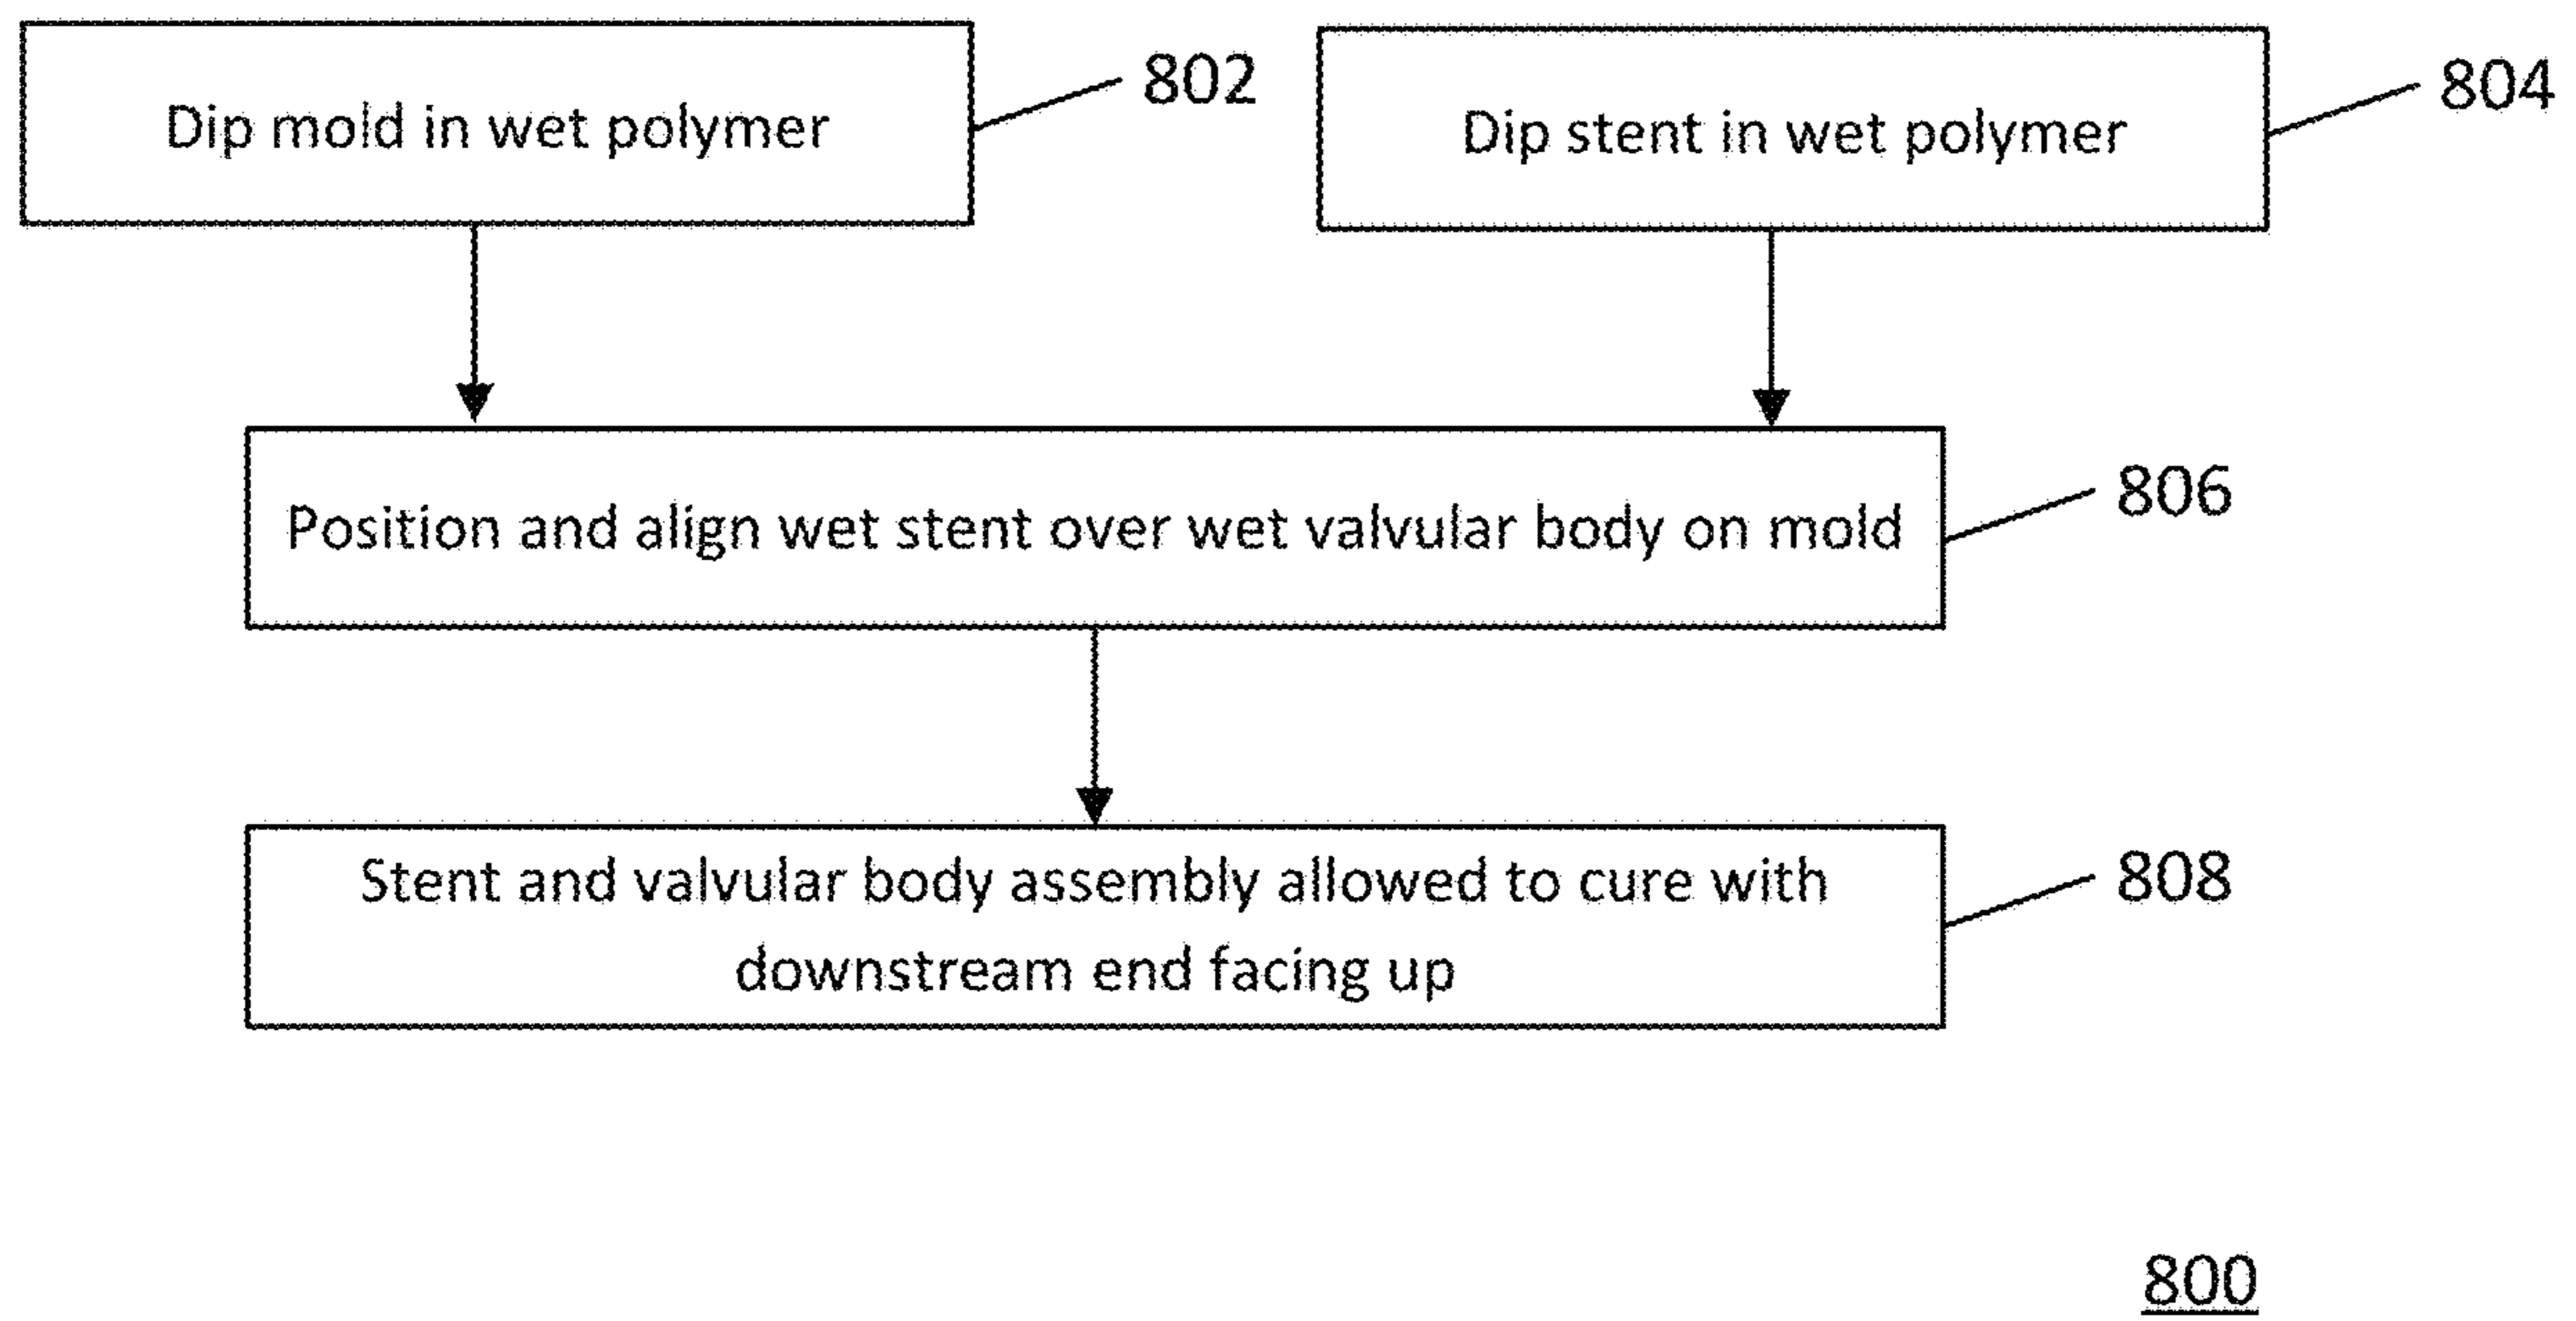 Dip mold in wet polymer
802
Dip stent in wet polymer
804
Position and align wet stent over wet valvular body on mold
806
Stent and valvular body assembly allowed to cure with
downstream end facing up
808
800